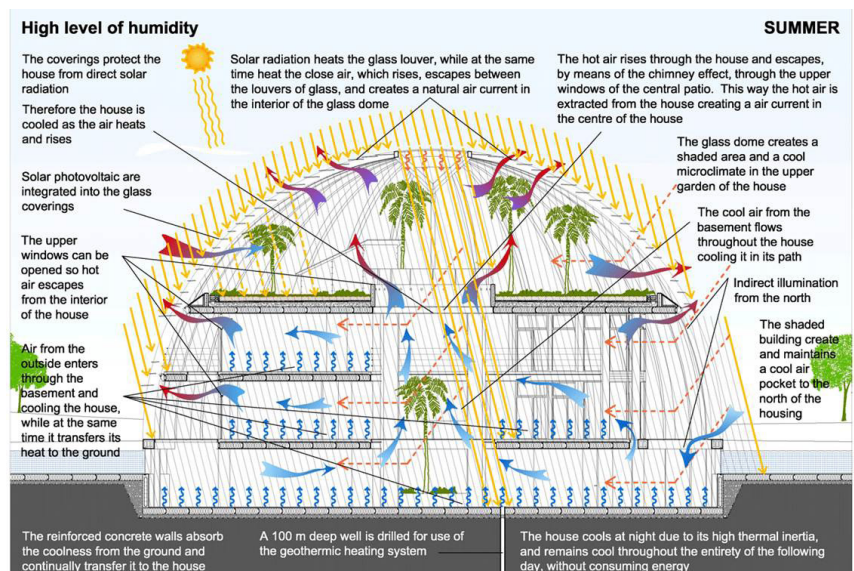 High level of humidity
SUMMER
The coverings protect the
house from direct solar
radiation
Therefore the house is
cooled as the air heats
and rises
Solar radiation heats the glass louver, while at the same
time heat the close air, which rises, escapes between
the louvers of glass, and creates a natural air current in
the interior of the glass dome
The hot air rises through the house and escapes,
by means of the chimney effect, through the upper
windows of the central patio. This way the hot air is
extracted from the house creating a air current in
the centre of the house
The glass dome creates a
shaded area and a cool
microclimate in the upper
garden of the house
Solar photovoltaic are
integrated into the glass
coverings
The cool air from the
basement flows
throughout the house
cooling it in its path
The upper
windows can be
opened so hot
air escapes
from the interior
of the house
Indirect illumination
from the north
The shaded
building create
and maintains
a cool air
pocket to the
north of the
housing
Air from the
outside enters
through the
basement and
cooling the house,
while at the same
time it transfers its
heat to the ground
The reinforced concrete walls absorb
the coolness from the ground and
continually transfer it to the house
A 100 m deep well is drilled for use of
the geothermic heating system
The house cools at night due to its high thermal inertia,
and remains cool throughout the entirety of the following
day, without consuming energy